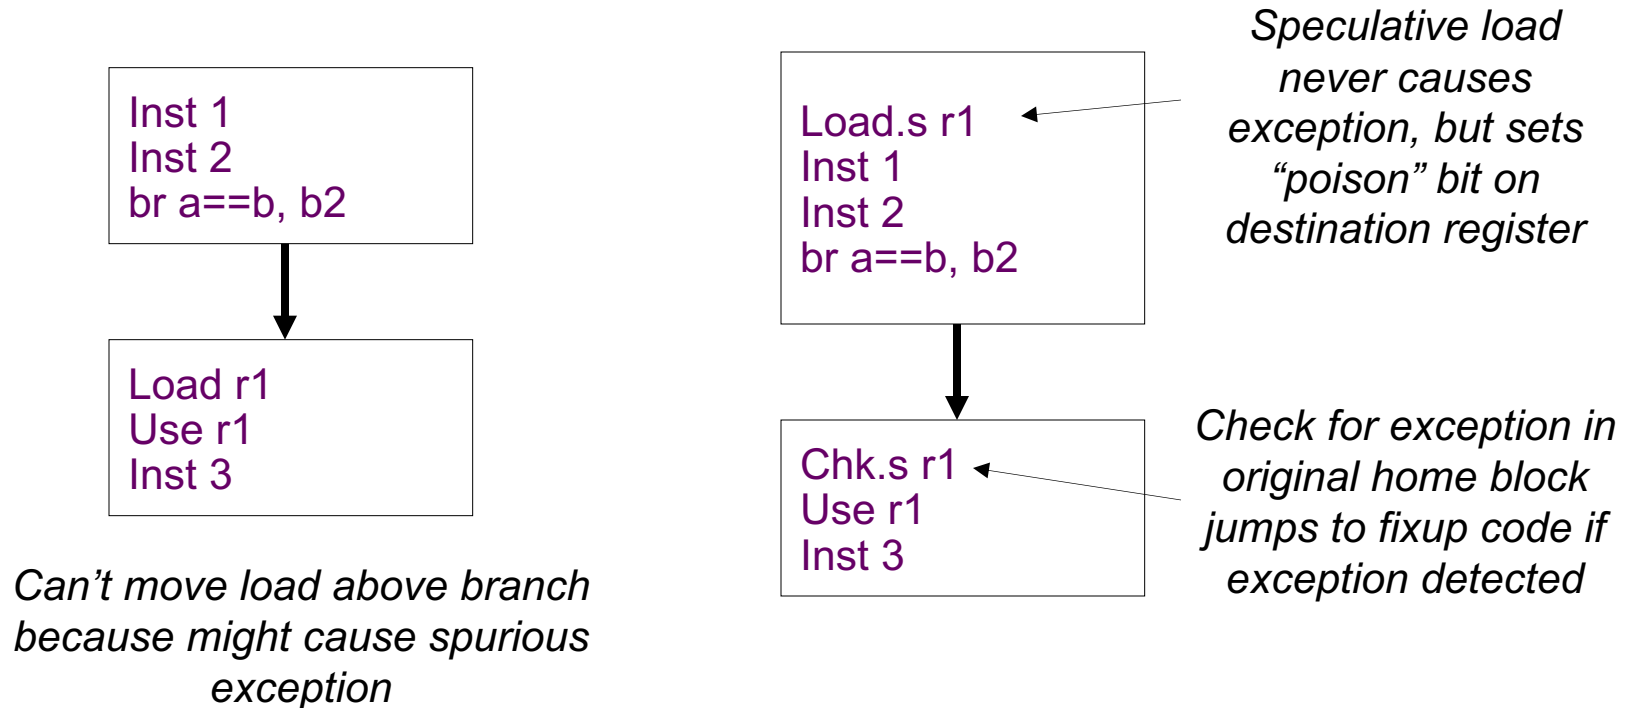 Inst 1
Inst 2
br a==b, b2
Load r1
Use r1
Inst 3
Can’t move load above branch
because might cause spurious
exception
Load.s r1
Inst 1
Inst 2
br a==b, b2
Chk.s r1
Use r1
Inst 3
Speculative load
never causes
exception, but sets
“poison” bit on
destination register
Check for exception in
original home block
jumps to fixup code if
exception detected